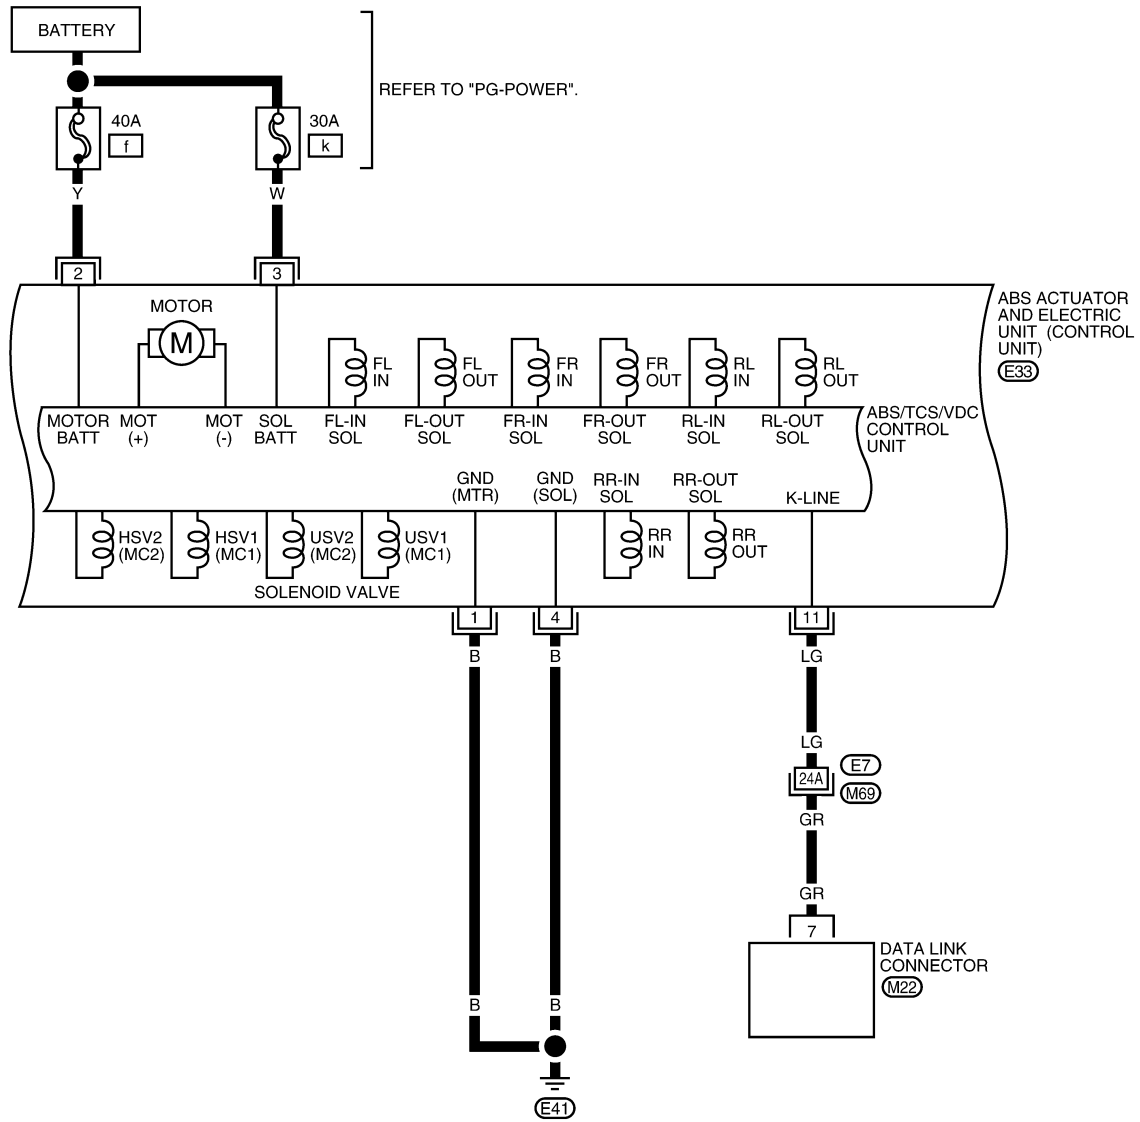 BATTERY
REFER TO "PG-POWER".
40A
f
30A
k
Y
W
2
3
MOTOR
M
ABS ACTUATOR
AND ELECTRIC
UNIT (CONTROL
UNIT)
E33
FL
IN
FL
OUT
FR
IN
FR
OUT
RL
IN
RL
OUT
MOTOR
BATT
MOT
(+)
MOT
(-)
SOL
BATT
FL-IN
SOL
FL-OUT
SOL
FR-IN
SOL
FR-OUT
SOL
RL-IN
SOL
RL-OUT
SOL
ABS/TCS/VDC
CONTROL
UNIT
GND
(MTR)
GND
(SOL)
RR-IN
SOL
RR-OUT
SOL
K-LINE
HSV2
(MC2)
HSV1
(MC1)
USV2
(MC2)
USV1
(MC1)
RR
IN
RR
OUT
SOLENOID VALVE
1
4
11
B
B
LG
LG
24A
E7
M69
GR
GR
7
DATA LINK
CONNECTOR
M22
B
B
E41